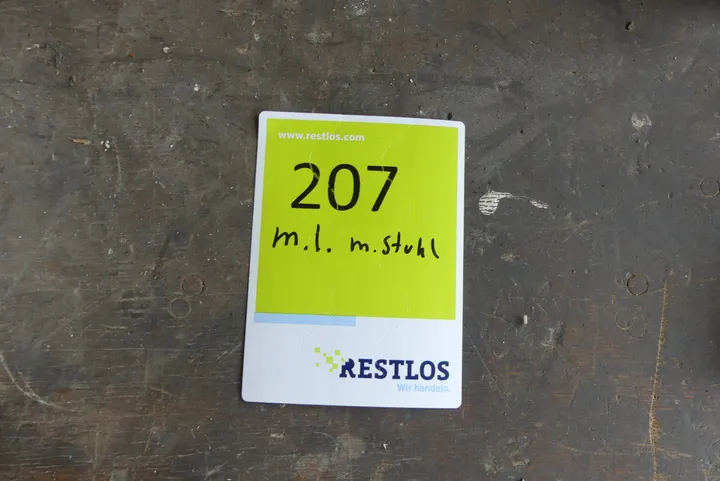 www.restlos.com
207
m.l. m.Stuhl
RESTLOS
Wir handeln.